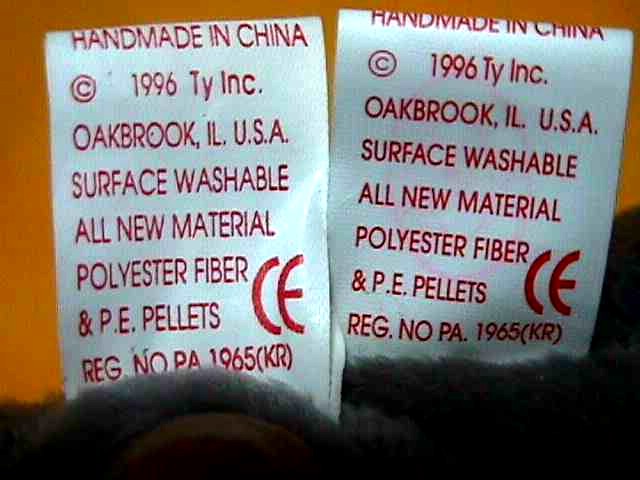 HANDMADE IN CHINA
© 1996 Ty Inc.
OAKBROOK, IL. U.S.A.
SURFACE WASHABLE
ALL NEW MATERIAL
POLYESTER FIBER
& P.E. PELLETS CE
REG. NO PA. 1965(KR)
HANDMADE IN CHINA
© 1996 Ty Inc.
OAKBROOK, IL. U.S.A.
SURFACE WASHABLE
ALL NEW MATERIAL
POLYESTER FIBER
& P.E. PELLETS CE
REG. NO PA. 1965(KR)